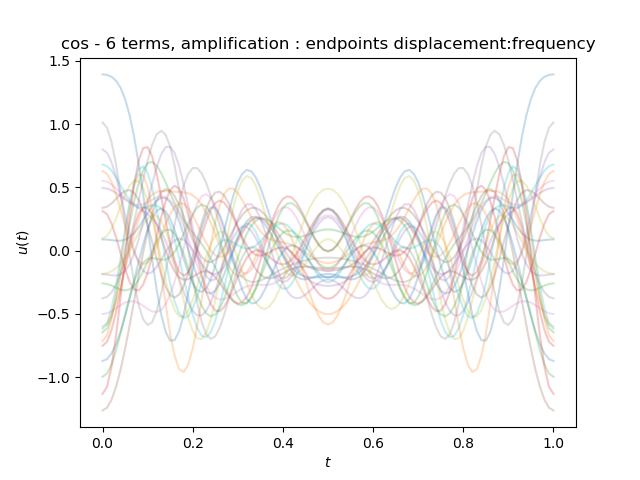 cos - 6 terms, amplification : endpoints displacement:frequency
1.5
1.0
0.5
0.0
−0.5
−1.0
u(t)
0.0 0.2 0.4 0.6 0.8 1.0
t